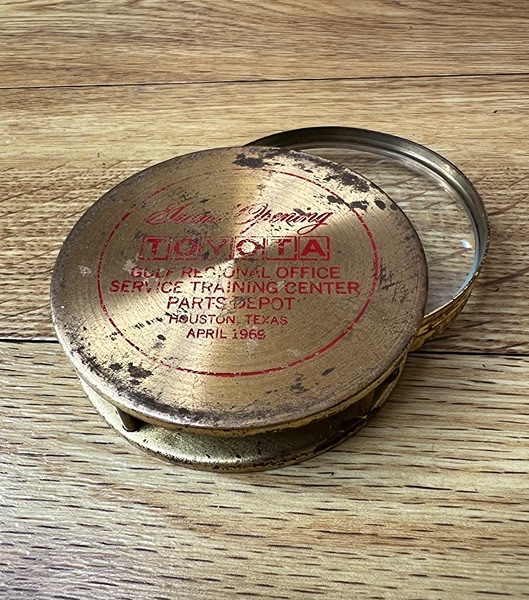 Grand Opening
TOYOTA
GULF REGIONAL OFFICE
SERVICE TRAINING CENTER
PARTS DEPOT
HOUSTON, TEXAS
APRIL 1969